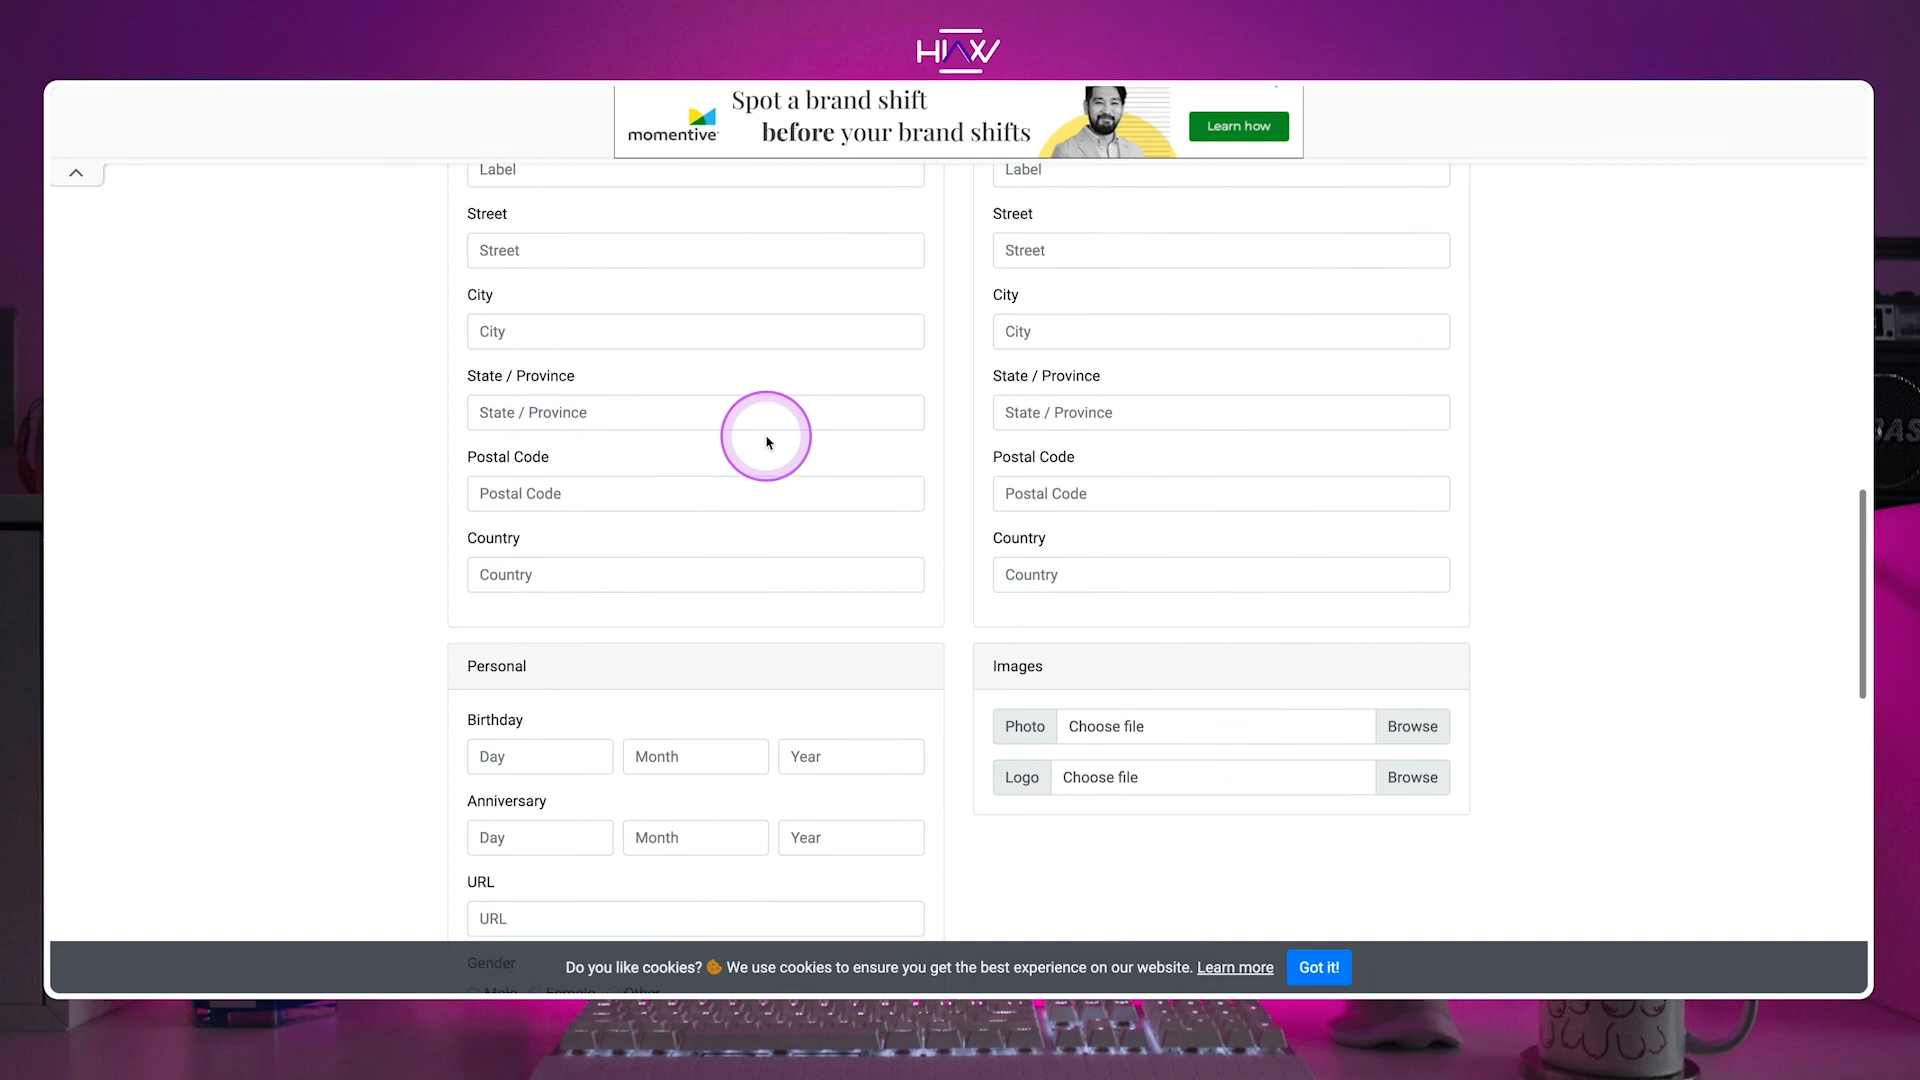 HIAW
Spot a brand shift
before your brand shifts
momentive
Learn how
Label
Label
Street
Street
Street
Street
City
City
City
City
State / Province
State / Province
State / Province
State / Province
Postal Code
Postal Code
Postal Code
Postal Code
Country
Country
Country
Country
Personal
Images
Birthday
Photo Choose file Browse
Day Month Year
Logo Choose file Browse
Anniversary
Day Month Year
URL
URL
Gender
Male Female Other
Do you like cookies? 🍪 We use cookies to ensure you get the best experience on our website. Learn more Got it!